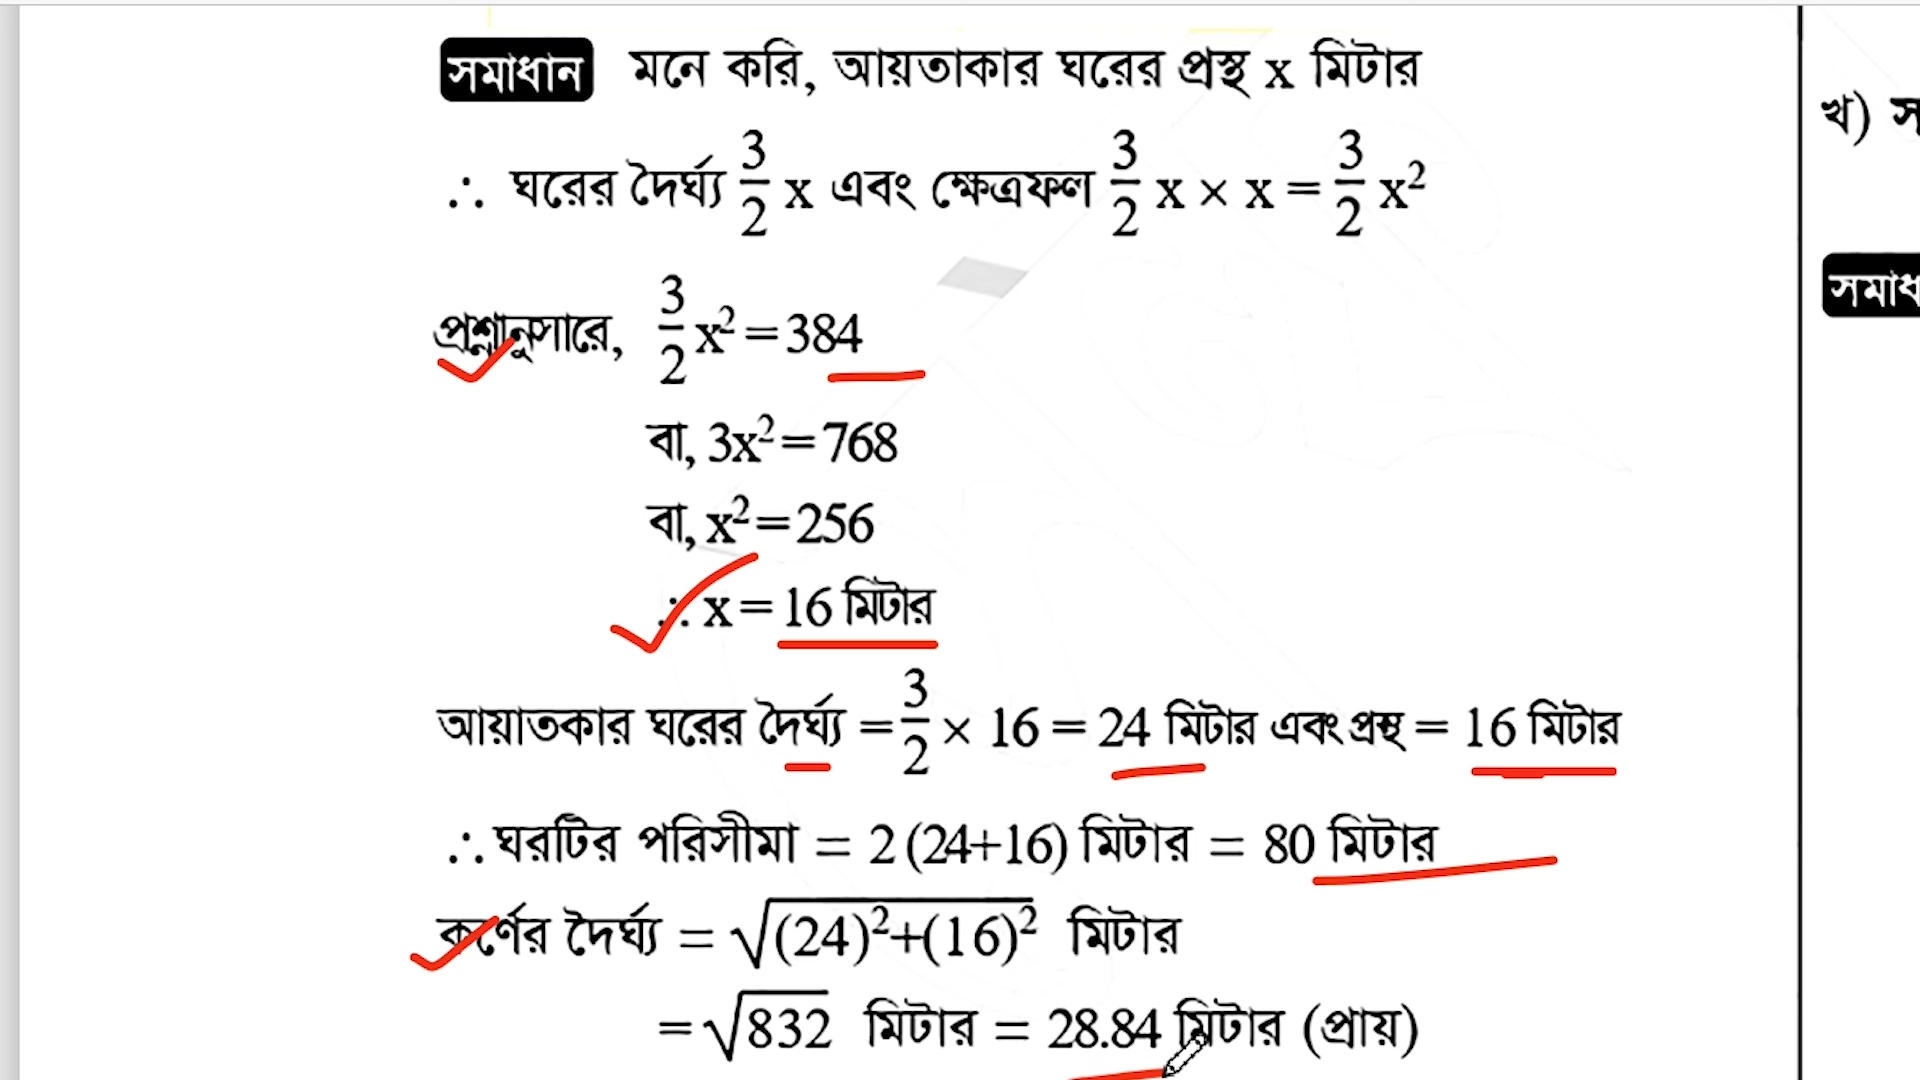 সমাধান মনে করি, আয়তাকার ঘরের প্রস্থ x মিটার
∴ ঘরের দৈর্ঘ্য 3/2 x এবং ক্ষেত্রফল 3/2 x × x = 3/2 x²
প্রশ্নানুসারে, 3/2 x² = 384
বা, 3x² = 768
বা, x² = 256
∴ x = 16 মিটার
আয়াতকার ঘরের দৈর্ঘ্য = 3/2 × 16 = 24 মিটার এবং প্রস্থ = 16 মিটার
∴ ঘরটির পরিসীমা = 2 (24+16) মিটার = 80 মিটার
কর্ণের দৈর্ঘ্য = √(24)²+(16)² মিটার
= √832 মিটার = 28.84 মিটার (প্রায়)
খ) স
সমাধ